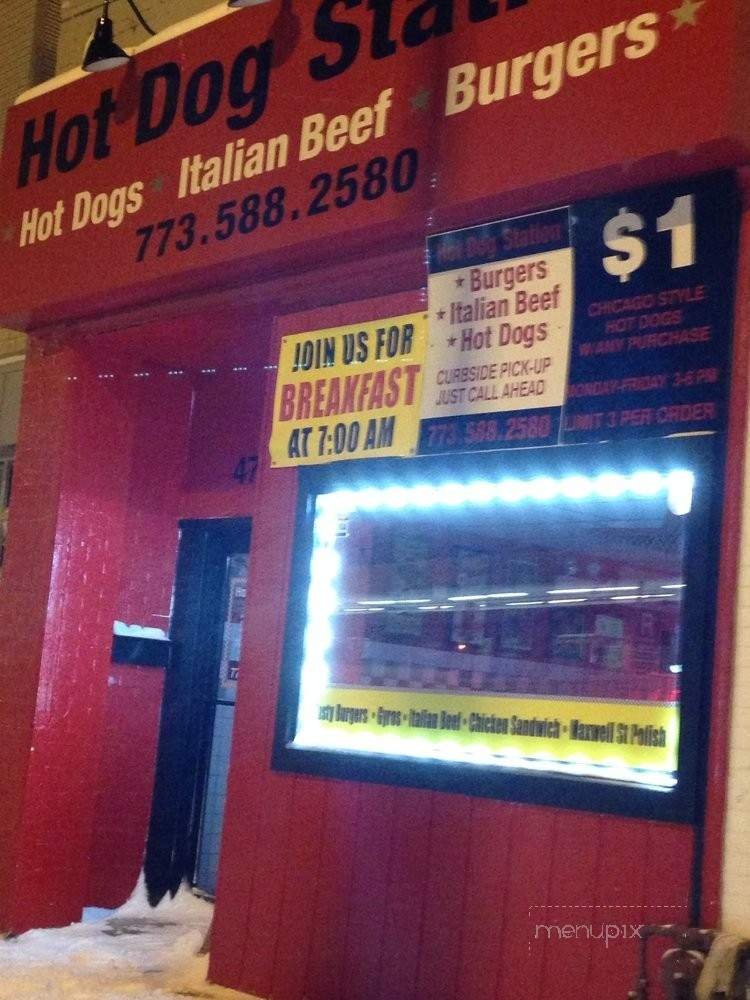 Hot Dog Station
Hot Dogs ★ Italian Beef ★ Burgers ★
773.588.2580
JOIN US FOR
BREAKFAST
AT 7:00 AM
Hot Dog Station
★ Burgers
★ Italian Beef
★ Hot Dogs
CURBSIDE PICK-UP
JUST CALL AHEAD
773.588.2580
$1
CHICAGO STYLE
HOT DOGS
W/ANY PURCHASE
MONDAY-FRIDAY 3-6 PM
LIMIT 3 PER ORDER
47
Burgers • Gyros • Italian Beef • Chicken Sandwich • Maxwell St Polish
menupix